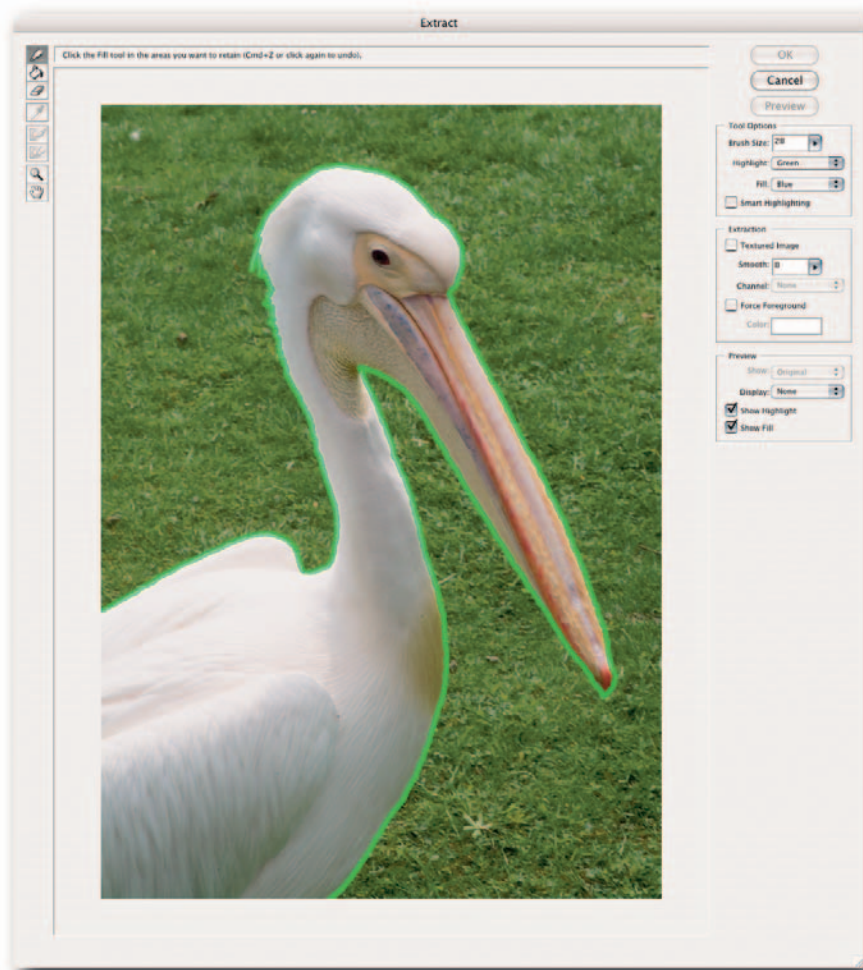 Extract
Click the Fill tool in the areas you want to retain (Cmd+Z or click again to undo).
OK
Cancel
Preview
Tool Options
Brush Size: 20
Highlight: Green
Fill: Blue
Smart Highlighting
Extraction
Textured Image
Smooth: 0
Channel: None
Force Foreground
Color:
Preview
Show: Original
Display: None
Show Highlight
Show Fill